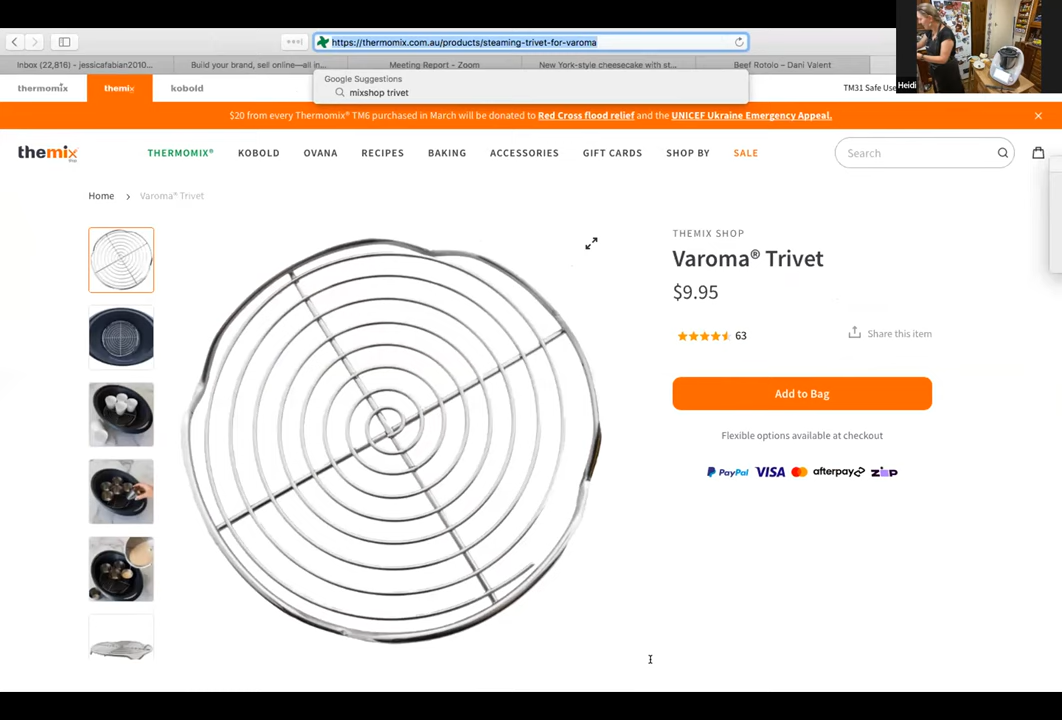 https://thermomix.com.au/products/steaming-trivet-for-varoma
Inbox (22,816) - jessicafabian2010...
Build your brand, sell online—all in...
Meeting Report - Zoom
New York-style cheesecake with st...
Beef Rotolo – Dani Valent
Google Suggestions
mixshop trivet
Heidi
thermomix
themix
kobold
TM31 Safe Use
$20 from every Thermomix® TM6 purchased in March will be donated to Red Cross flood relief and the UNICEF Ukraine Emergency Appeal.
themix
THERMOMIX®
KOBOLD
OVANA
RECIPES
BAKING
ACCESSORIES
GIFT CARDS
SHOP BY
SALE
Search
Home
Varoma® Trivet
THEMIX SHOP
Varoma® Trivet
$9.95
63
Share this item
Add to Bag
Flexible options available at checkout
PayPal VISA afterpay zip